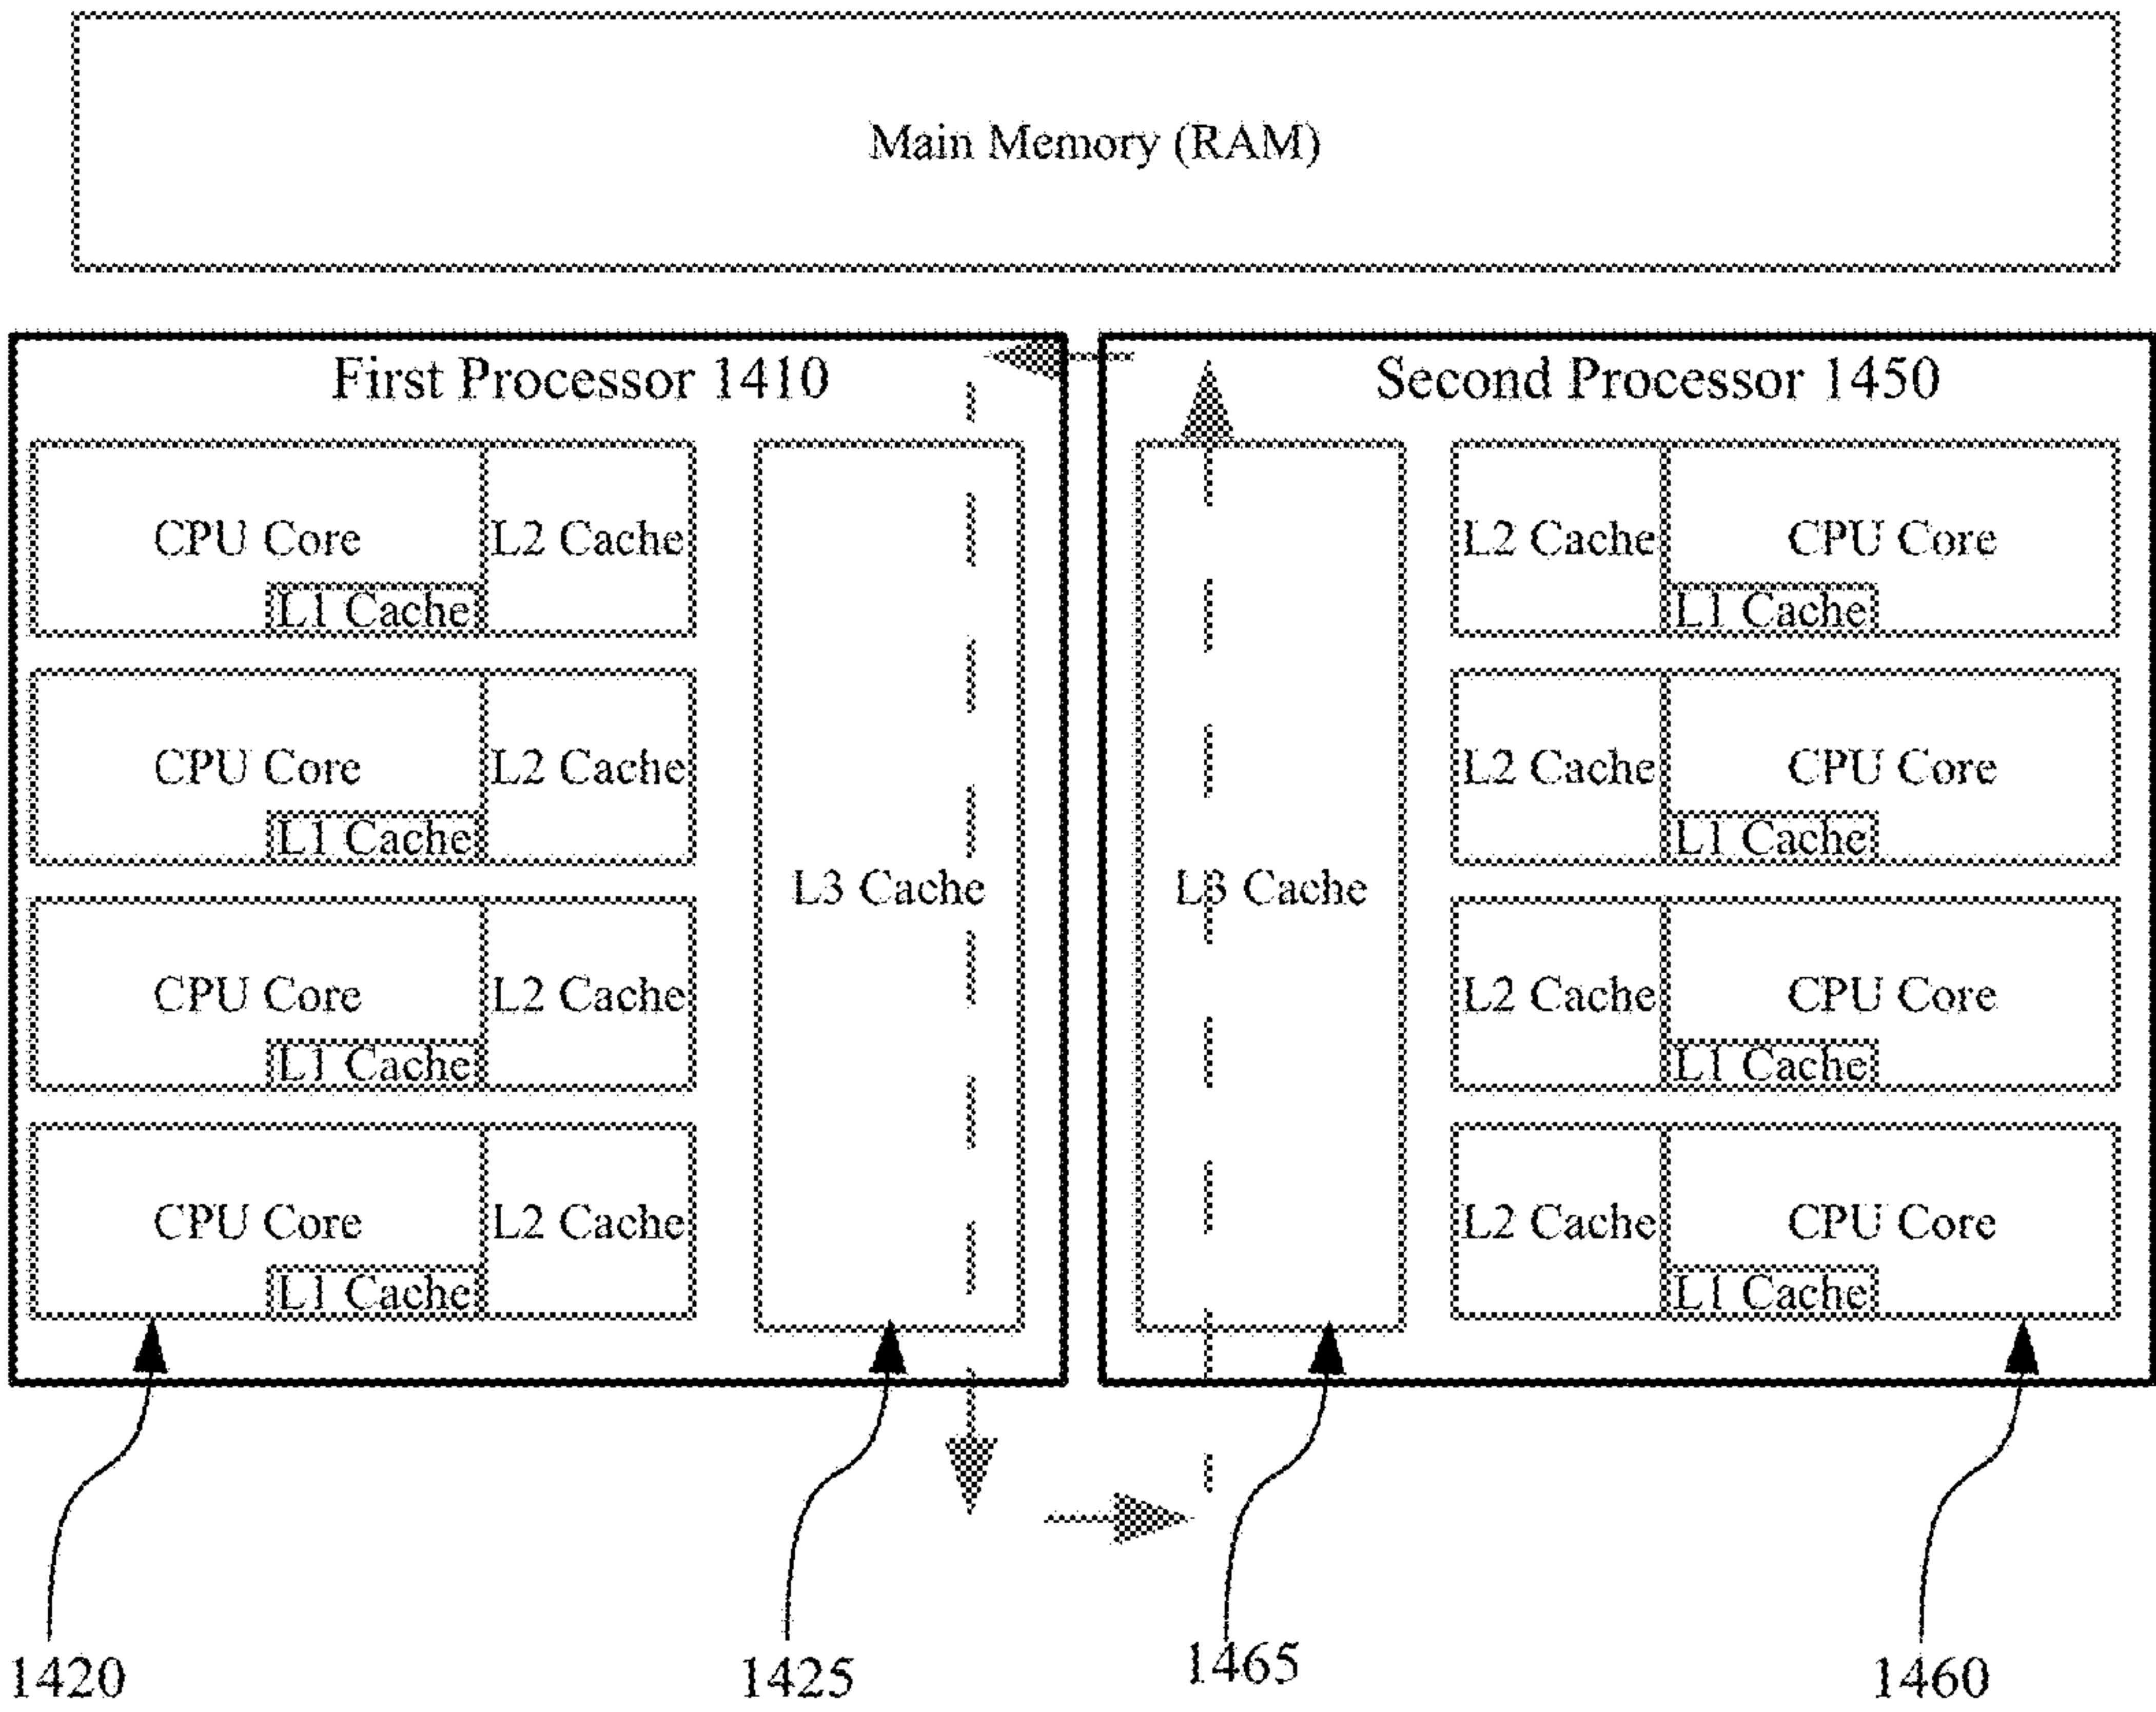 Main Memory (RAM)
First Processor 1410
Second Processor 1450
CPU Core
L2 Cache
L1 Cache
CPU Core
L2 Cache
L1 Cache
CPU Core
L2 Cache
L1 Cache
CPU Core
L2 Cache
L1 Cache
L3 Cache
L3 Cache
L2 Cache
CPU Core
L1 Cache
L2 Cache
CPU Core
L1 Cache
L2 Cache
CPU Core
L1 Cache
L2 Cache
CPU Core
L1 Cache
1420
1425
1465
1460